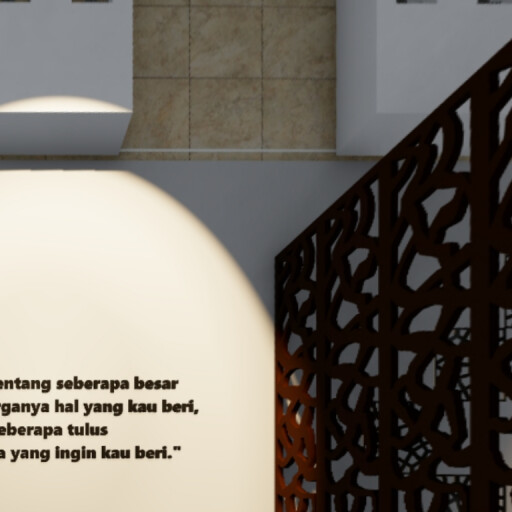 entang seberapa besar
rganya hal yang kau beri,
eberapa tulus
a yang ingin kau beri."